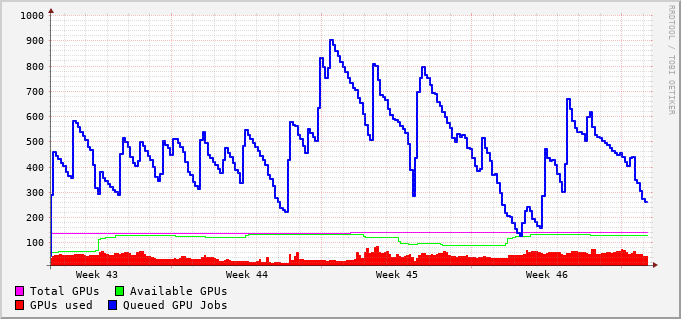 1000
900
800
700
600
500
400
300
200
100
Week 43 Week 44 Week 45 Week 46
Total GPUs Available GPUs
GPUs used Queued GPU Jobs
RRDTOOL / TOBI OETIKER